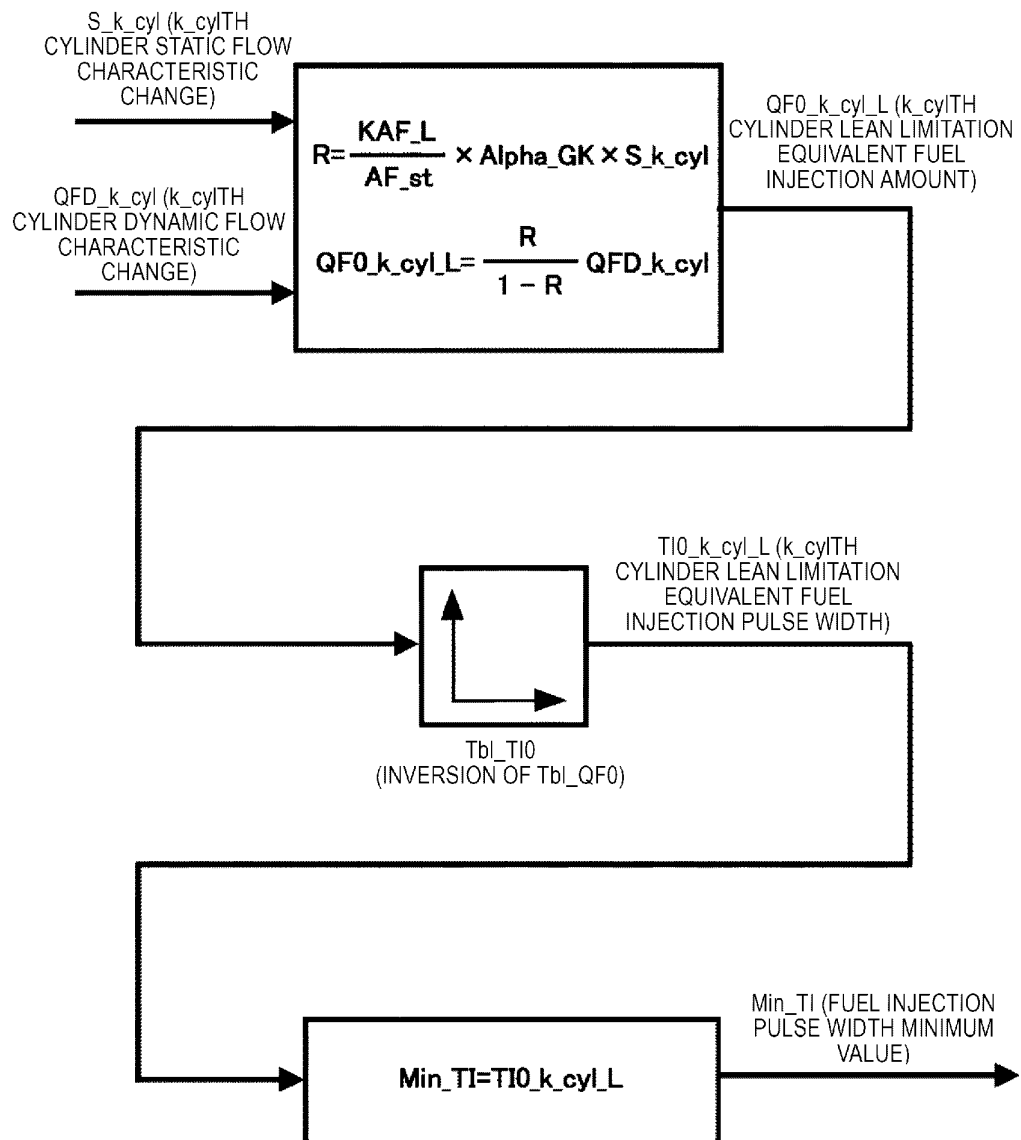 S_k_cyl (k_cylTH
CYLINDER STATIC FLOW
CHARACTERISTIC
CHANGE)
QFD_k_cyl (k_cylTH
CYLINDER DYNAMIC FLOW
CHARACTERISTIC
CHANGE)
R= KAF_L / AF_st × Alpha_GK × S_k_cyl
QF0_k_cyl_L= R / 1 − R QFD_k_cyl
QF0_k_cyl_L (k_cylTH
CYLINDER LEAN LIMITATION
EQUIVALENT FUEL
INJECTION AMOUNT)
Tbl_TI0
(INVERSION OF Tbl_QF0)
TI0_k_cyl_L (k_cylTH
CYLINDER LEAN LIMITATION
EQUIVALENT FUEL
INJECTION PULSE WIDTH)
Min_TI=TI0_k_cyl_L
Min_TI (FUEL INJECTION
PULSE WIDTH MINIMUM
VALUE)